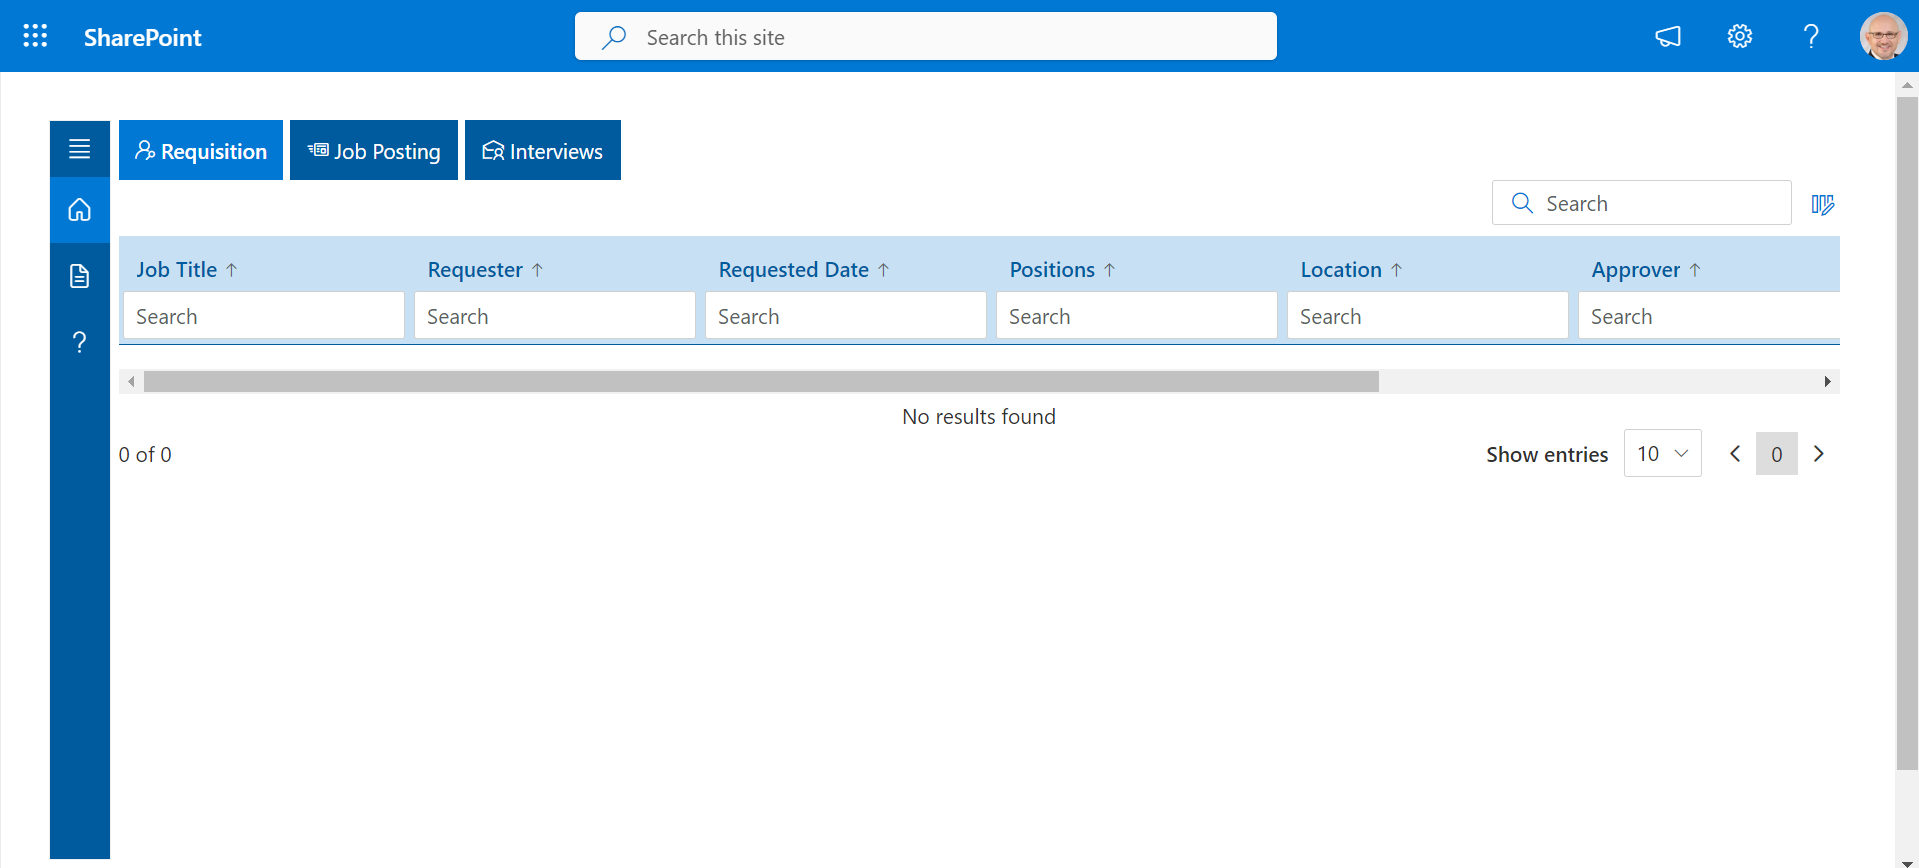 SharePoint
Search this site
Requisition
Job Posting
Interviews
Search
Job Title Requester Requested Date Positions Location Approver
Search Search Search Search Search Search
No results found
0 of 0
Show entries 10 0